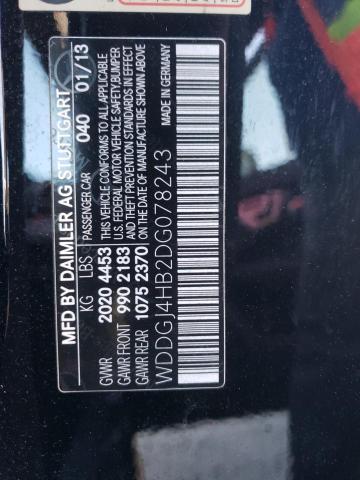 MFD BY DAIMLER AG STUTTGART
KG LBS PASSENGER CAR 040 01/13
GVWR 2020 4453 THIS VEHICLE CONFORMS TO ALL APPLICABLE
U.S. FEDERAL MOTOR VEHICLE SAFETY, BUMPER
GAWR FRONT 990 2183 AND THEFT PREVENTION STANDARDS IN EFFECT
ON THE DATE OF
GAWR REAR 1075 2370 MANUFACTURE SHOWN ABOVE
MADE IN GERMANY
WDDGJ4HB2DG078243